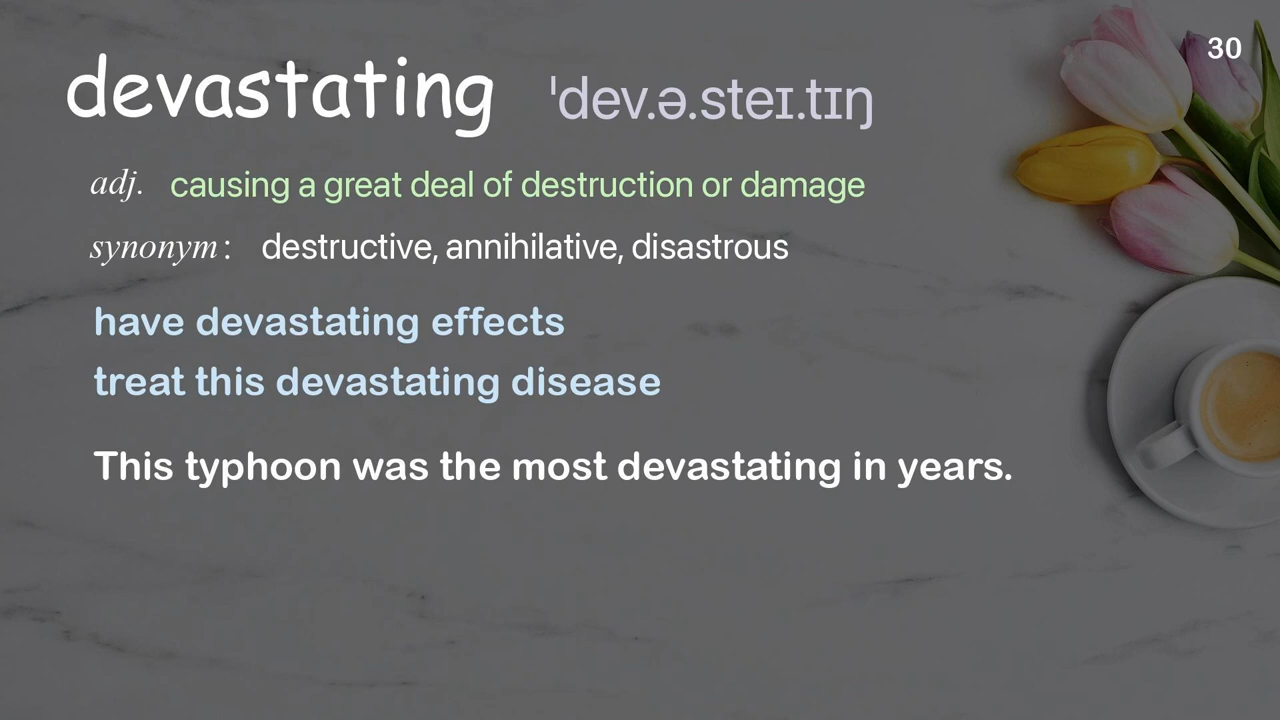 30
devastating ˈdev.ə.steɪ.tɪŋ
adj. causing a great deal of destruction or damage
synonym: destructive, annihilative, disastrous
have devastating effects
treat this devastating disease
This typhoon was the most devastating in years.